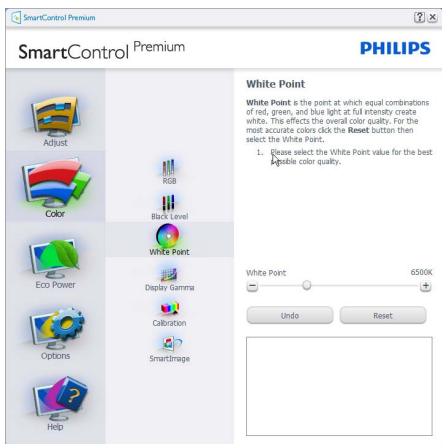 SmartControl Premium
SmartControl Premium
PHILIPS
Adjust
Color
Eco Power
Options
Help
RGB
Black Level
White Point
Display Gamma
Calibration
SmartImage
White Point
White Point is the point at which equal combinations
of red, green, and blue light at full intensity create
white. This effects the overall color quality. For the
most accurate colors click the Reset button then
select the White Point.
1. Please select the White Point value for the best
possible color quality.
White Point 6500K
Undo Reset